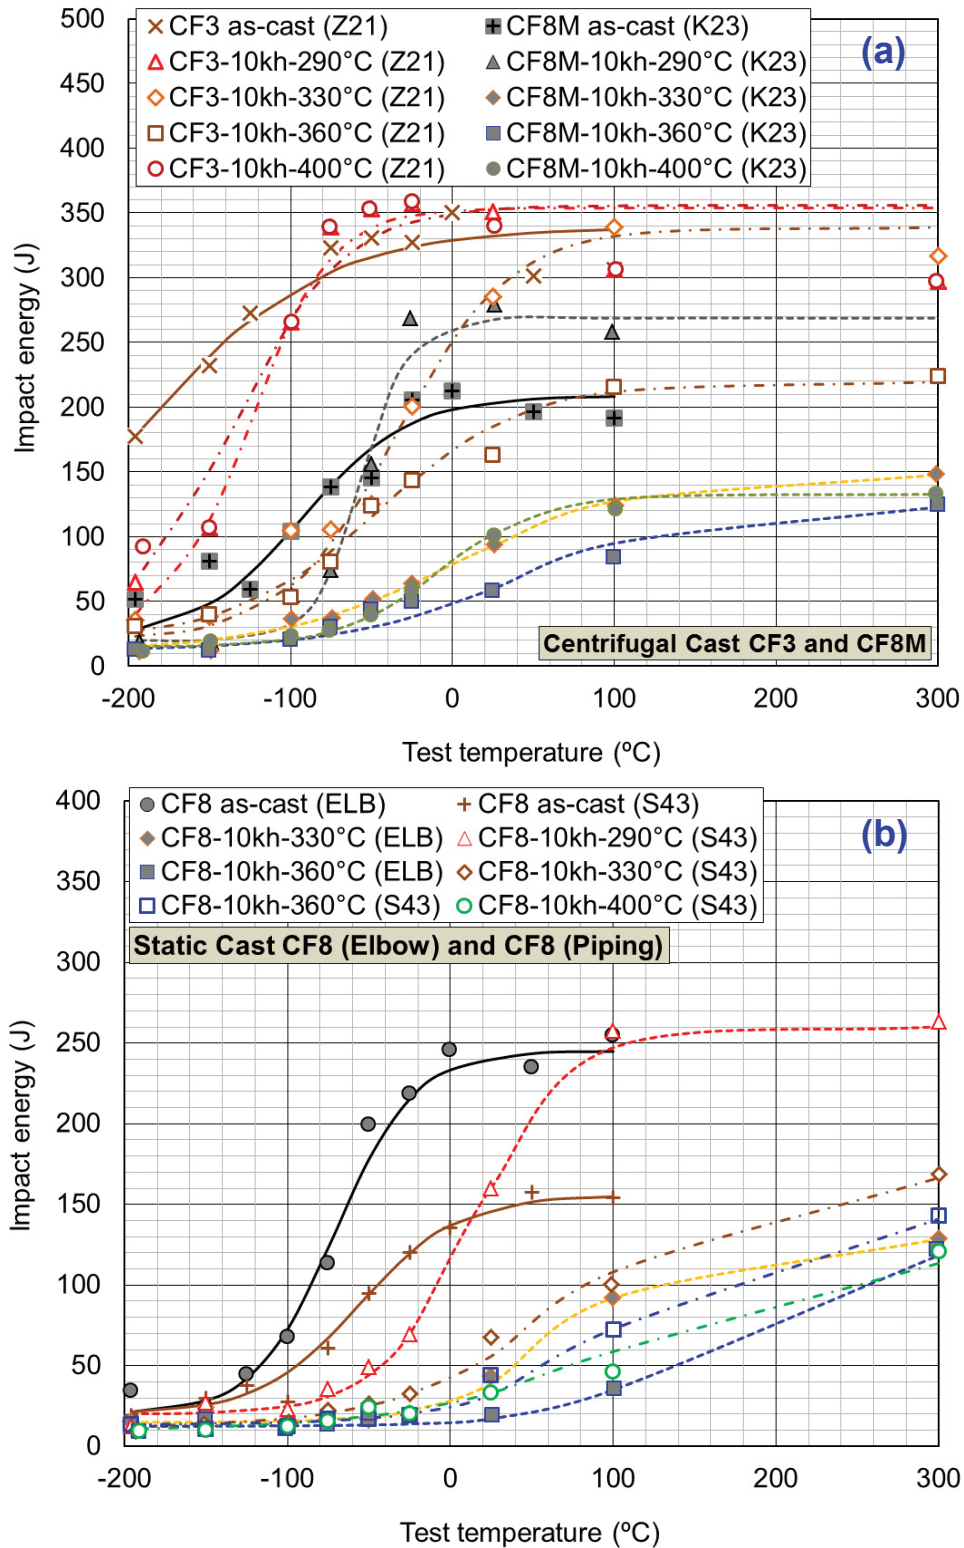 500
450
400
350
300
250
200
150
100
50
0
Impact energy (J)
CF3 as-cast (Z21) CF8M as-cast (K23)
CF3-10kh-290°C (Z21) CF8M-10kh-290°C (K23)
CF3-10kh-330°C (Z21) CF8M-10kh-330°C (K23)
CF3-10kh-360°C (Z21) CF8M-10kh-360°C (K23)
CF3-10kh-400°C (Z21) CF8M-10kh-400°C (K23)
(a)
Centrifugal Cast CF3 and CF8M
-200 -100 0 100 200 300
Test temperature (ºC)
400
350
300
250
200
150
100
50
0
Impact energy (J)
CF8 as-cast (ELB) CF8 as-cast (S43)
CF8-10kh-330°C (ELB) CF8-10kh-290°C (S43)
CF8-10kh-360°C (ELB) CF8-10kh-330°C (S43)
CF8-10kh-360°C (S43) CF8-10kh-400°C (S43)
(b)
Static Cast CF8 (Elbow) and CF8 (Piping)
-200 -100 0 100 200 300
Test temperature (ºC)